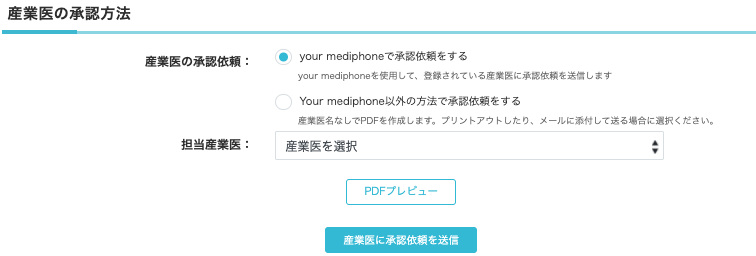 産業医の承認方法
産業医の承認依頼：
your mediphoneで承認依頼をする
your mediphoneを使用して、登録されている産業医に承認依頼を送信します
Your mediphone以外の方法で承認依頼をする
産業医名なしでPDFを作成します。プリントアウトしたり、メールに添付して送る場合に選択ください。
担当産業医：
産業医を選択
PDFプレビュー
産業医に承認依頼を送信